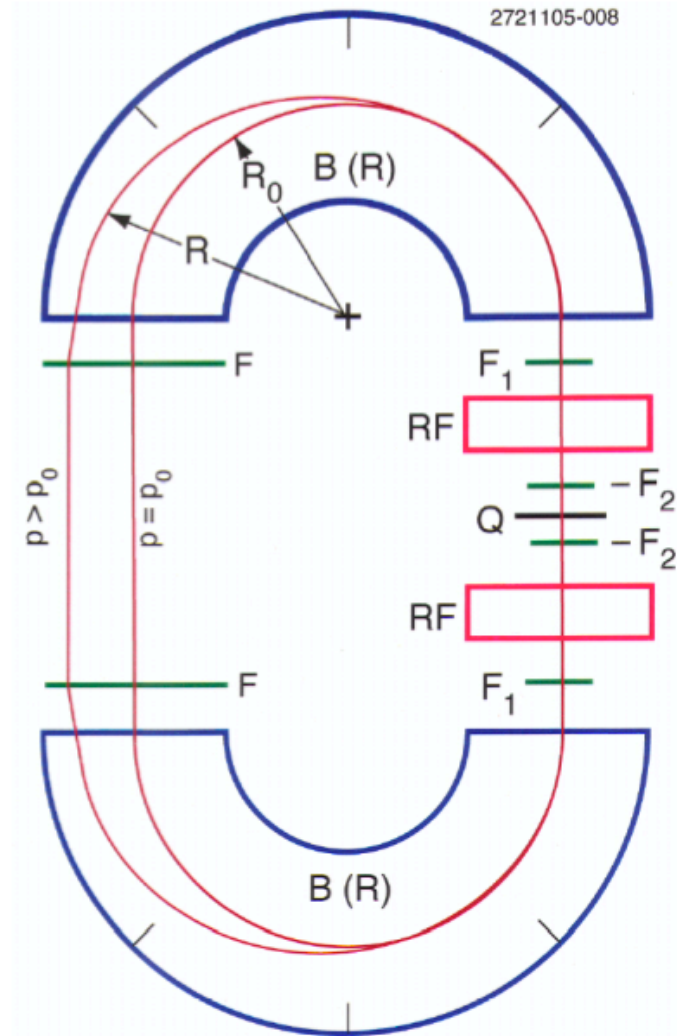 2721105-008
B (R)
R₀
R
F
F₁
RF
p > p₀
p = p₀
– F₂
Q
– F₂
RF
F
F₁
B (R)